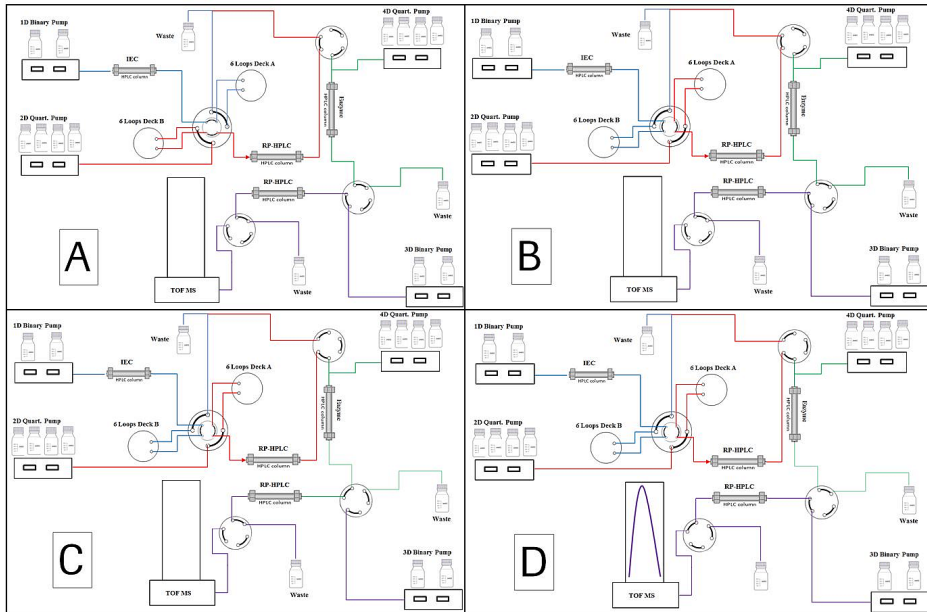 1D Binary Pump
Waste
4D Quart. Pump
IEC
HPLC column
6 Loops Deck A
Enzyme
HPLC column
2D Quart. Pump
6 Loops Deck B
RP-HPLC
HPLC column
RP-HPLC
HPLC column
Waste
A
Waste
3D Binary Pump
TOF MS
1D Binary Pump
Waste
4D Quart. Pump
IEC
HPLC column
6 Loops Deck A
Enzyme
HPLC column
2D Quart. Pump
6 Loops Deck B
RP-HPLC
HPLC column
RP-HPLC
HPLC column
Waste
B
Waste
3D Binary Pump
TOF MS
1D Binary Pump
Waste
4D Quart. Pump
IEC
HPLC column
6 Loops Deck A
Enzyme
HPLC column
2D Quart. Pump
6 Loops Deck B
RP-HPLC
HPLC column
RP-HPLC
HPLC column
Waste
C
Waste
3D Binary Pump
TOF MS
1D Binary Pump
Waste
4D Quart. Pump
IEC
HPLC column
6 Loops Deck A
Enzyme
HPLC column
2D Quart. Pump
6 Loops Deck B
RP-HPLC
HPLC column
RP-HPLC
HPLC column
Waste
D
3D Binary Pump
TOF MS